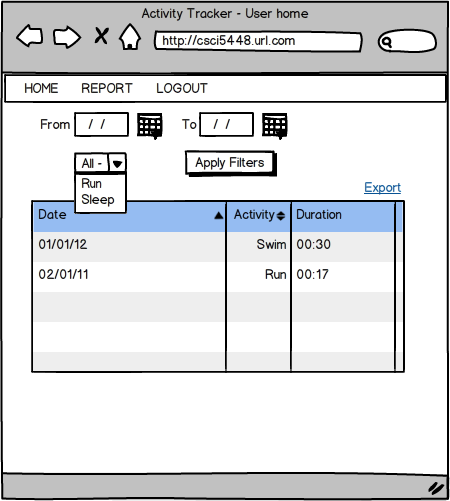 Activity Tracker - User home
http://csci5448.url.com
HOME REPORT LOGOUT
From / / To / /
All - Apply Filters
Run
Sleep
Export
Date Activity Duration
01/01/12 Swim 00:30
02/01/11 Run 00:17